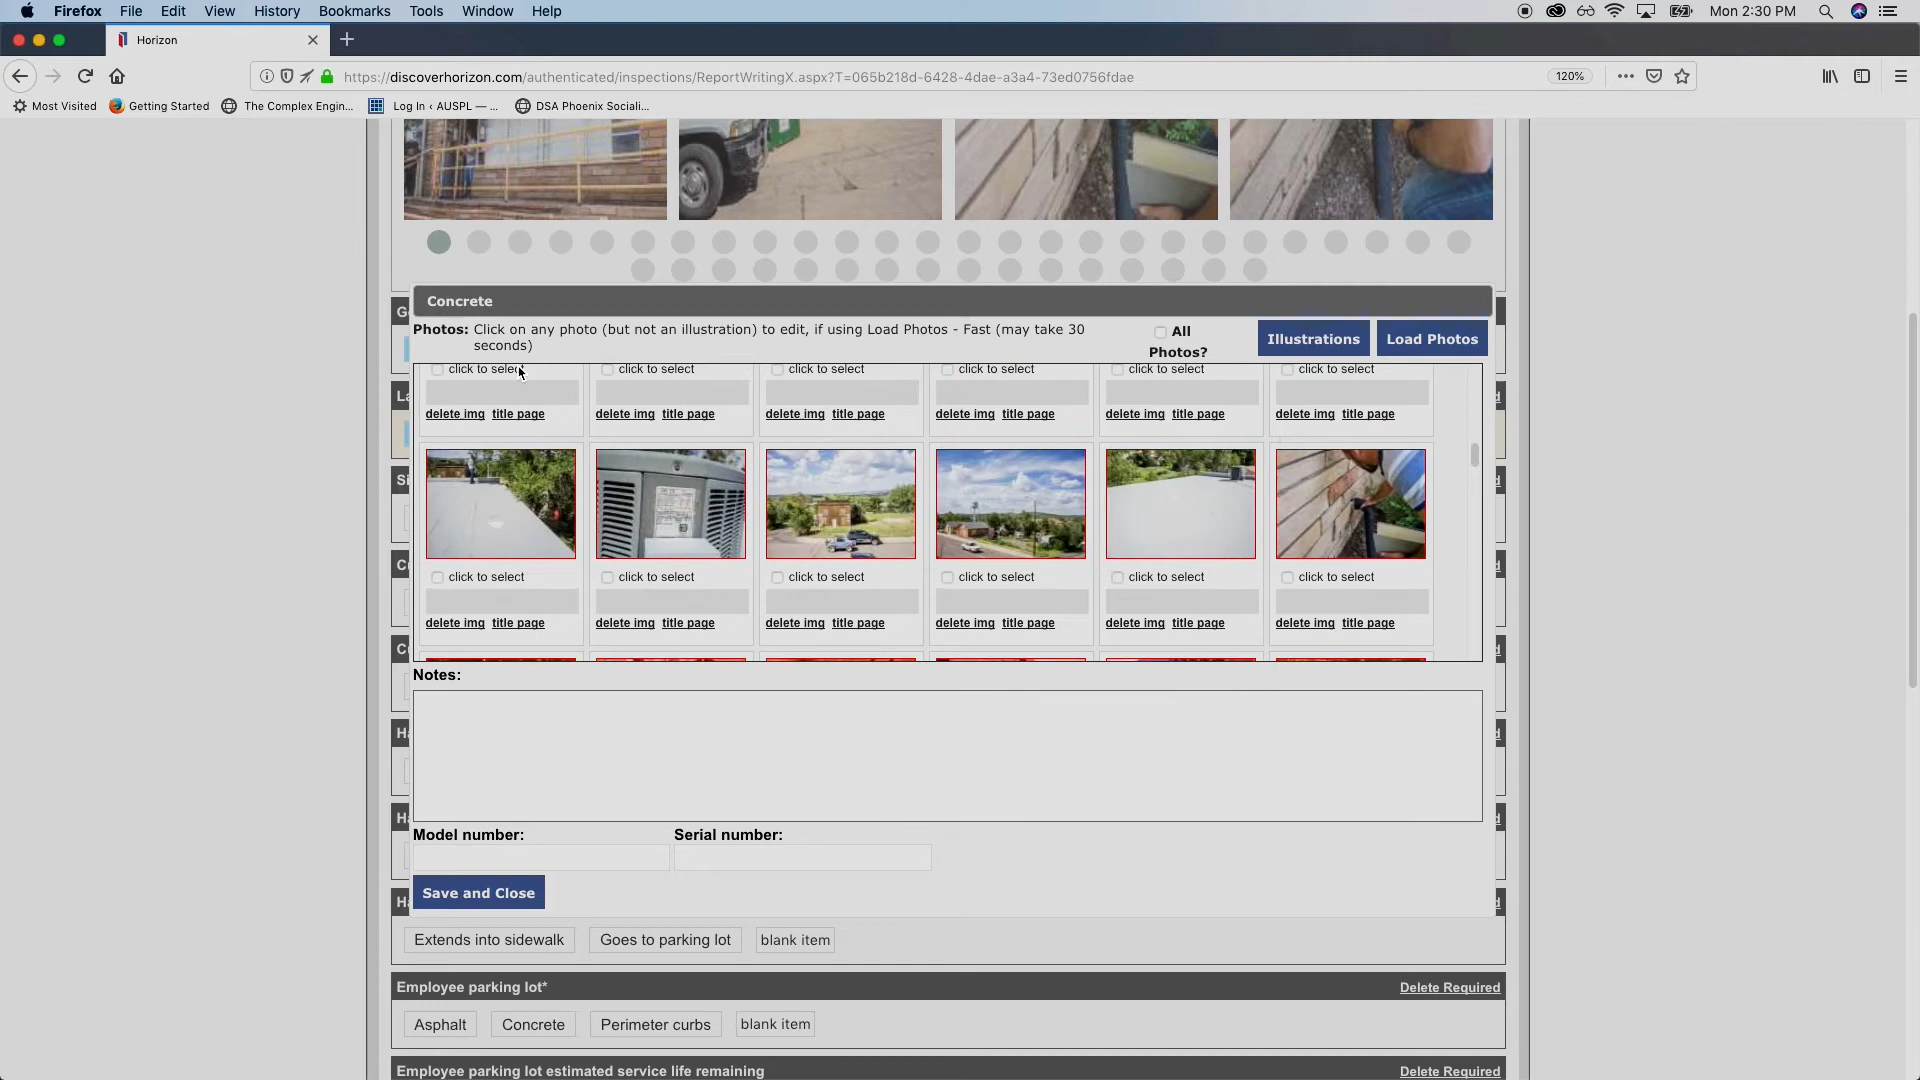 Firefox File Edit View History Bookmarks Tools Window Help Mon 2:30 PM
Horizon
https://discoverhorizon.com/authenticated/inspections/ReportWritingX.aspx?T=065b218d-6428-4dae-a3a4-73ed0756fdae 120%
Most Visited Getting Started The Complex Engin... Log In ‹ AUSPL — ... DSA Phoenix Sociali...
Concrete
Photos: Click on any photo (but not an illustration) to edit, if using Load Photos - Fast (may take 30
seconds)
All
Photos?
Illustrations Load Photos
click to select click to select click to select click to select click to select click to select
delete img title page delete img title page delete img title page delete img title page delete img title page delete img title page
click to select click to select click to select click to select click to select click to select
delete img title page delete img title page delete img title page delete img title page delete img title page delete img title page
Notes:
Model number: Serial number:
Save and Close
Extends into sidewalk Goes to parking lot blank item
Employee parking lot* Delete Required
Asphalt Concrete Perimeter curbs blank item
Employee parking lot estimated service life remaining Delete Required